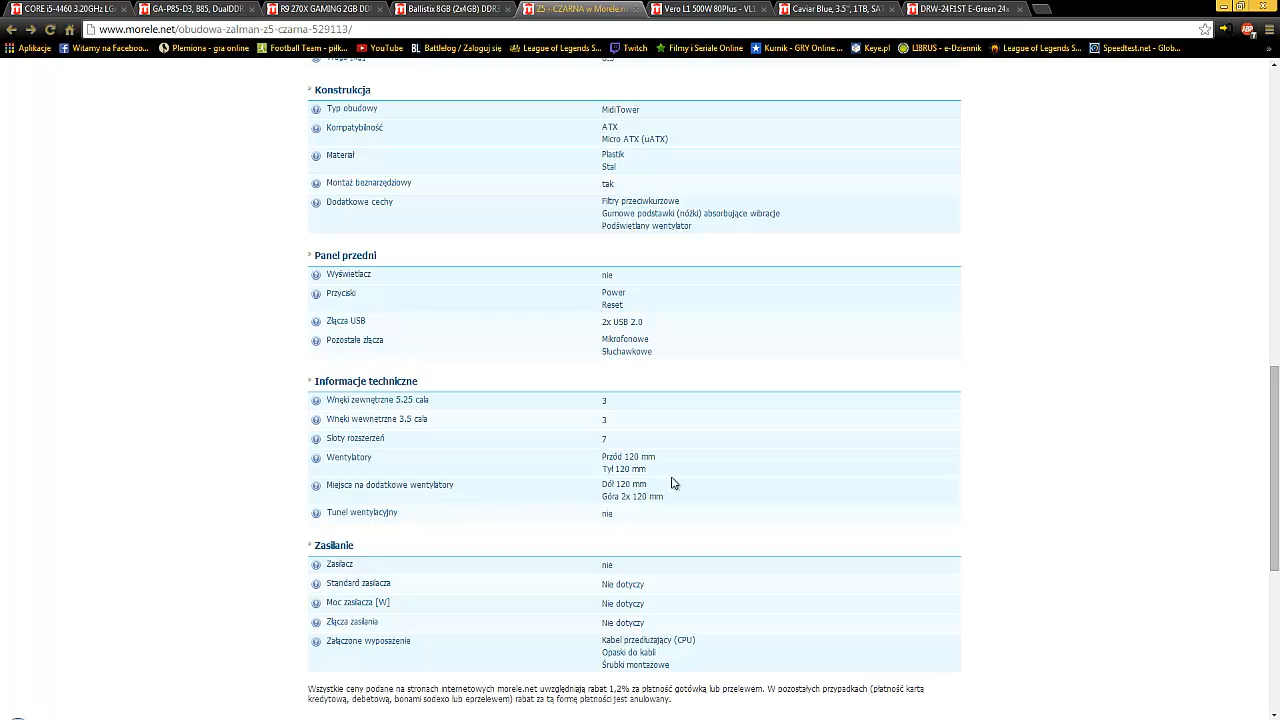 CORE i5-4460 3.20GHz LG
GA-P85-D3, B85, DualDDR
R9 270X GAMING 2GB DD
Ballistix 8GB (2x4GB) DDR3
Z5 - CZARNA w Morele.n
Vero L1 500W 80Plus - VL1
Caviar Blue, 3.5", 1TB, SA
DRW-24F1ST E-Green 24x
www.morele.net/obudowa-zalman-z5-czarna-529113/
Aplikacje
Witamy na Faceboo...
Plemiona - gra online
Football Team - piłk...
YouTube
Battlelog / Zaloguj się
League of Legends S...
Twitch
Filmy i Seriale Online
Kurnik - GRY Online ...
Keye.pl
LIBRUS - e-Dziennik
League of Legends S...
Speedtest.net - Glob...
»
Konstrukcja
Typ obudowy MidiTower
Kompatybilność ATX
Micro ATX (uATX)
Materiał Plastik
Stal
Montaż beznarzędziowy tak
Dodatkowe cechy Filtry przeciwkurzowe
Gumowe podstawki (nóżki) absorbujące wibracje
Podświetlany wentylator
Panel przedni
Wyświetlacz nie
Przyciski Power
Reset
Złącza USB 2x USB 2.0
Pozostałe złącza Mikrofonowe
Słuchawkowe
Informacje techniczne
Wnęki zewnętrzne 5.25 cala 3
Wnęki wewnętrzne 3.5 cala 3
Sloty rozszerzeń 7
Wentylatory Przód 120 mm
Tył 120 mm
Miejsca na dodatkowe wentylatory Dół 120 mm
Góra 2x 120 mm
Tunel wentylacyjny nie
Zasilanie
Zasilacz nie
Standard zasilacza Nie dotyczy
Moc zasilacza [W] Nie dotyczy
Złącza zasilania Nie dotyczy
Załączone wyposażenie Kabel przedłużający (CPU)
Opaski do kabli
Śrubki montażowe
Wszystkie ceny podane na stronach internetowych morele.net uwzględniają rabat 1,2% za płatność gotówką lub przelewem. W pozostałych przypadkach (płatność kartą
kredytową, debetową, bonami sodexo lub eprzelewem) rabat za tą formę płatności jest anulowany.